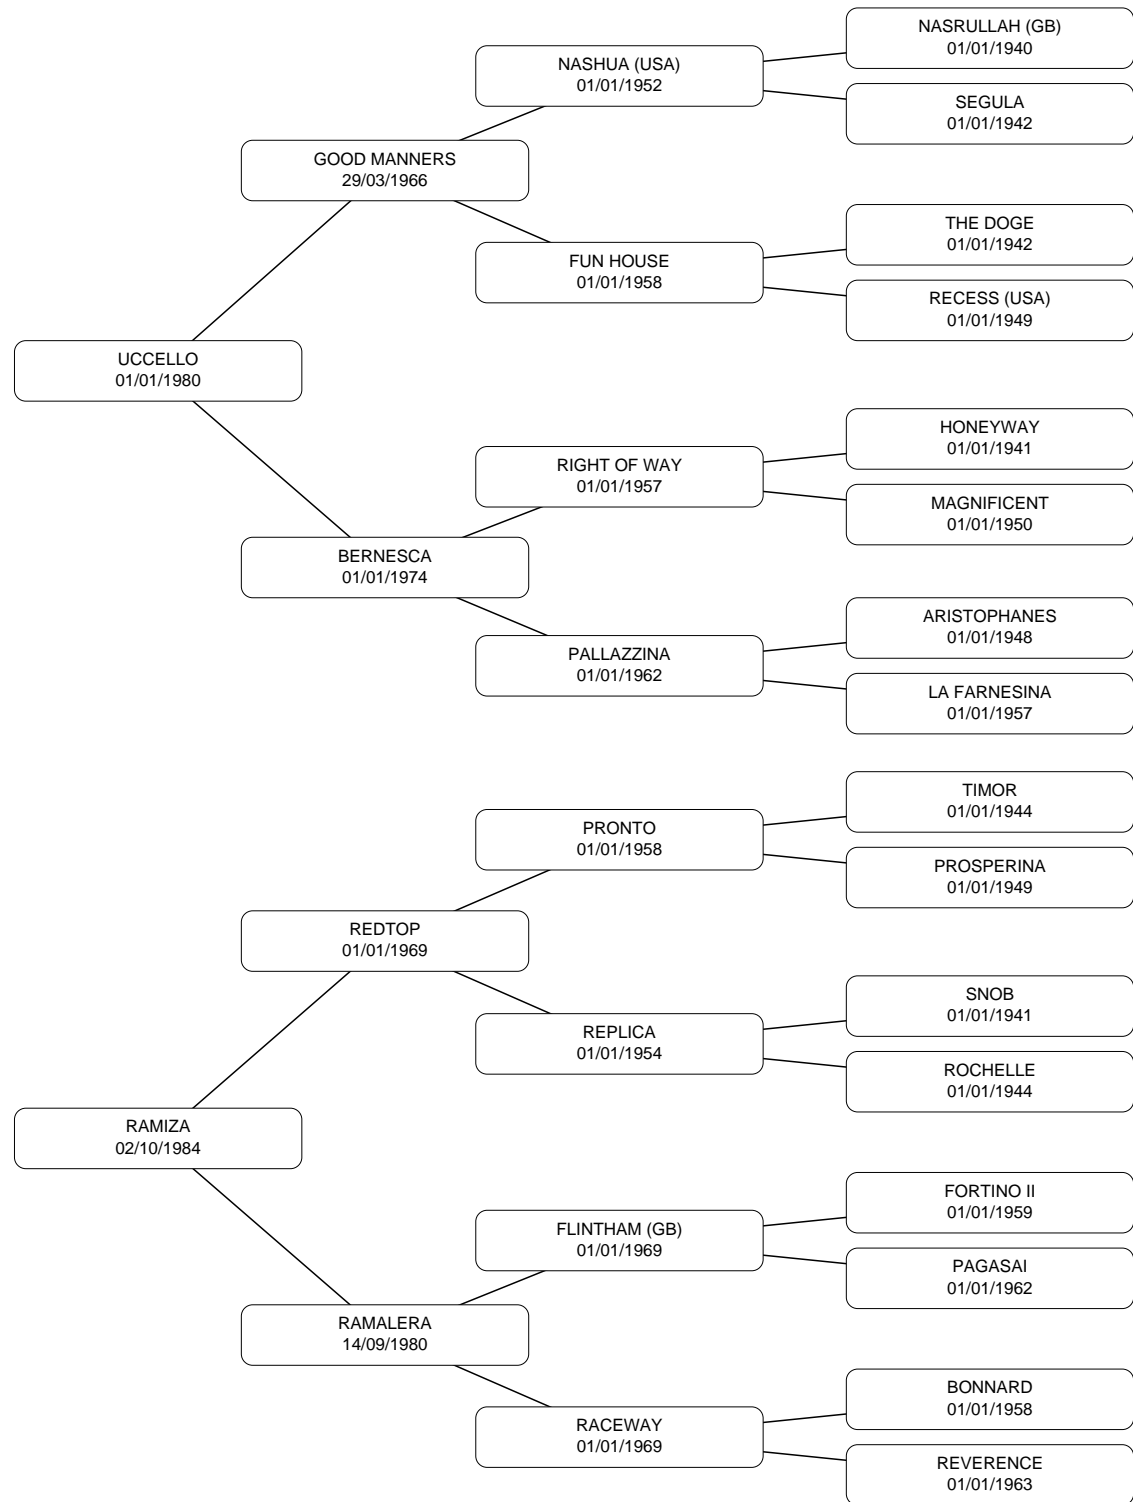 NASRULLAH (GB)
01/01/1940
NASHUA (USA)
01/01/1952
SEGULA
01/01/1942
GOOD MANNERS
29/03/1966
THE DOGE
01/01/1942
FUN HOUSE
01/01/1958
RECESS (USA)
01/01/1949
UCCELLO
01/01/1980
HONEYWAY
01/01/1941
RIGHT OF WAY
01/01/1957
MAGNIFICENT
01/01/1950
BERNESCA
01/01/1974
ARISTOPHANES
01/01/1948
PALLAZZINA
01/01/1962
LA FARNESINA
01/01/1957
TIMOR
01/01/1944
PRONTO
01/01/1958
PROSPERINA
01/01/1949
REDTOP
01/01/1969
SNOB
01/01/1941
REPLICA
01/01/1954
ROCHELLE
01/01/1944
RAMIZA
02/10/1984
FORTINO II
01/01/1959
FLINTHAM (GB)
01/01/1969
PAGASAI
01/01/1962
RAMALERA
14/09/1980
BONNARD
01/01/1958
RACEWAY
01/01/1969
REVERENCE
01/01/1963